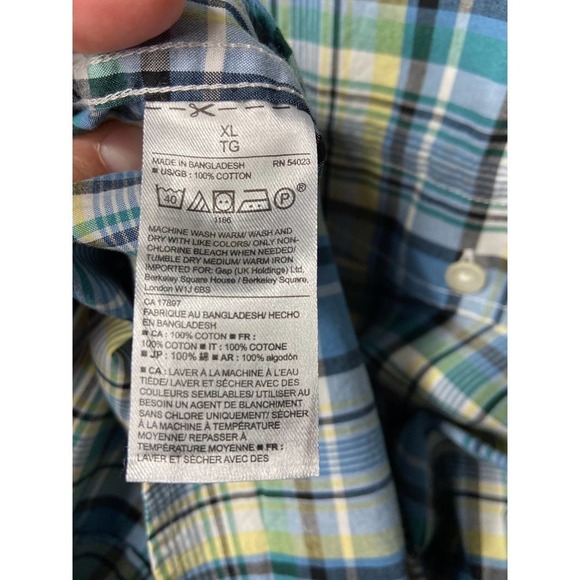 XL
TG
MADE IN BANGLADESH RN 54023
■ US/GB : 100% COTTON
40 P ®
1186
MACHINE WASH WARM/ WASH AND
DRY WITH LIKE COLORS/ ONLY NON-
CHLORINE BLEACH WHEN NEEDED/
TUMBLE DRY MEDIUM/ WARM IRON
IMPORTED FOR: Gap (UK Holdings) Ltd,
Berkeley Square House / Berkeley Square,
London W1J 6BS
CA 17897
FABRIQUE AU BANGLADESH/ HECHO
EN BANGLADESH
■ CA : 100% COTON ■ FR :
100% COTON ■ IT : 100% COTONE
■ JP : 100% 綿 ■ AR : 100% algodón
■ CA : LAVER À LA MACHINE À L'EAU
TIÈDE/ LAVER ET SÉCHER AVEC DES
COULEURS SEMBLABLES/ UTILISER AU
BESOIN UN AGENT DE BLANCHIMENT
SANS CHLORE UNIQUEMENT/ SÉCHER
À LA MACHINE À TEMPÉRATURE
MOYENNE/ REPASSER À
TEMPÉRATURE MOYENNE ■ FR :
LAVER ET SÉCHER AVEC DES